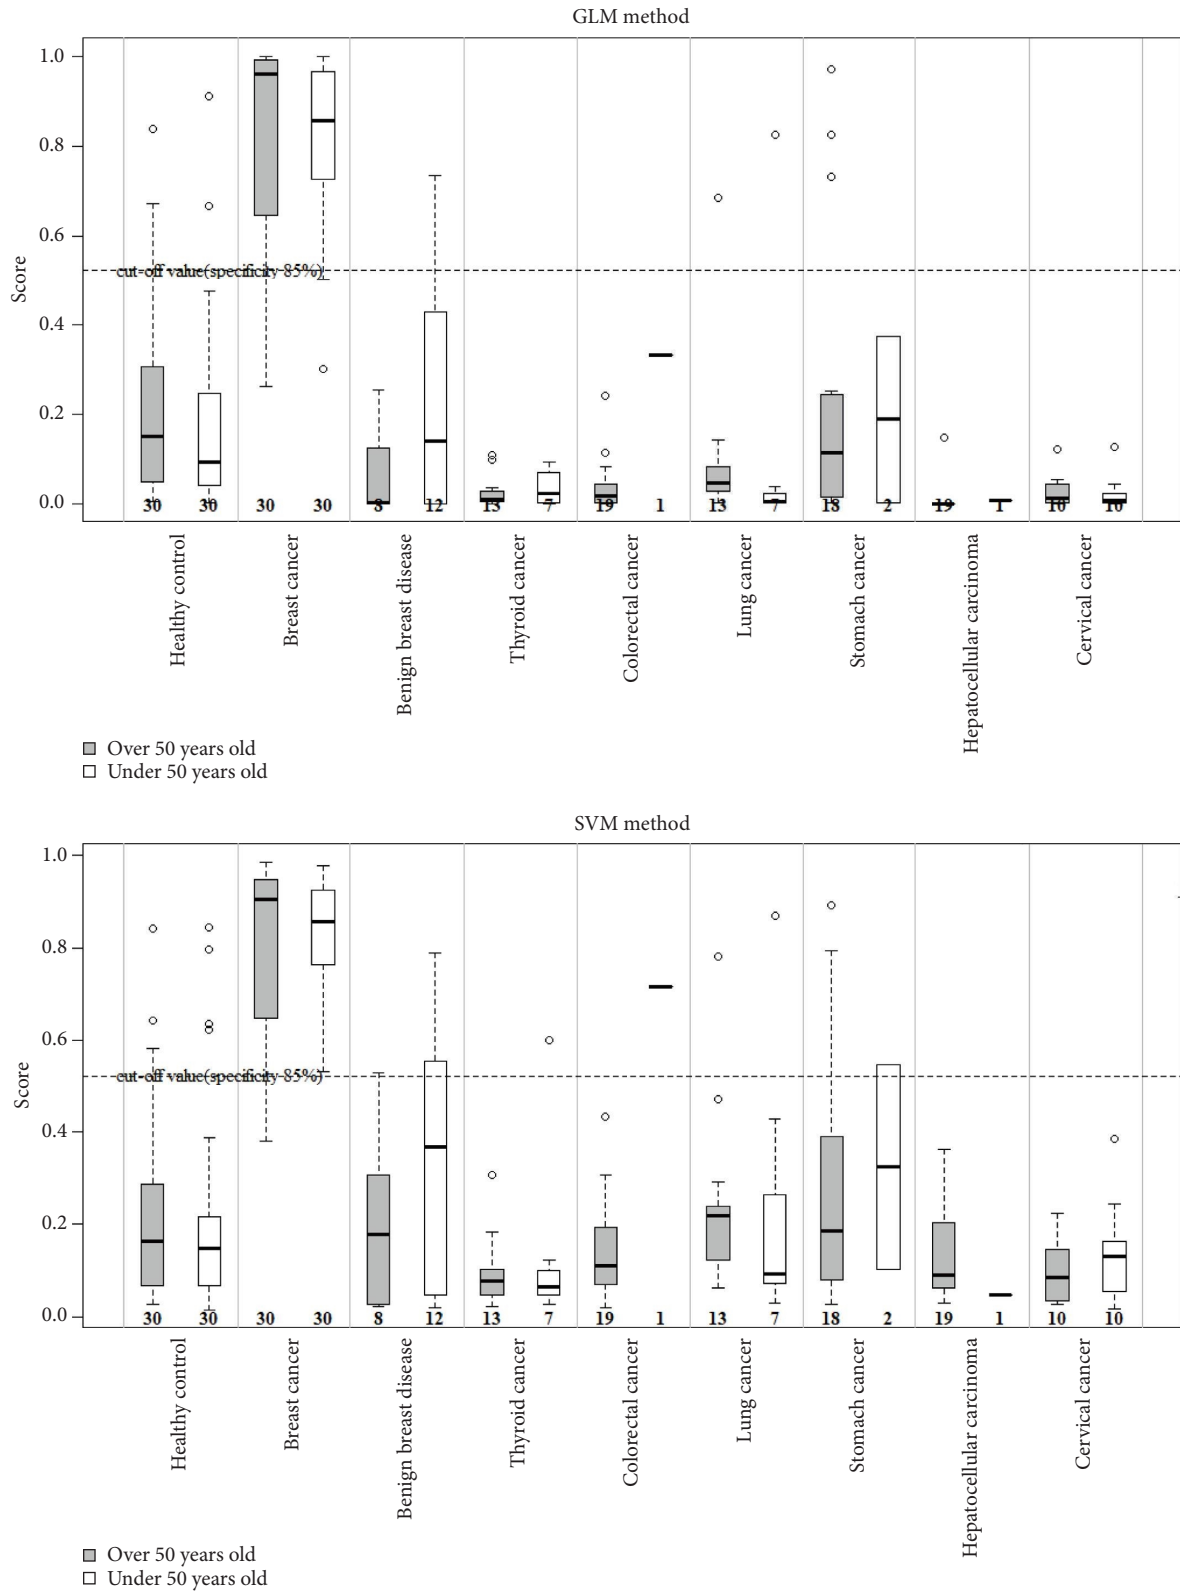 GLM method
1.0
0.8
0.6
0.4
0.2
0.0
Score
cut-off value(specificity 85%)
30 30 30 30 8 12 13 7 19 1 13 7 18 2 19 1 10 10
Healthy control
Breast cancer
Benign breast disease
Thyroid cancer
Colorectal cancer
Lung cancer
Stomach cancer
Hepatocellular carcinoma
Cervical cancer
Over 50 years old
Under 50 years old
SVM method
1.0
0.8
0.6
0.4
0.2
0.0
Score
cut-off value(specificity 85%)
30 30 30 30 8 12 13 7 19 1 13 7 18 2 19 1 10 10
Healthy control
Breast cancer
Benign breast disease
Thyroid cancer
Colorectal cancer
Lung cancer
Stomach cancer
Hepatocellular carcinoma
Cervical cancer
Over 50 years old
Under 50 years old